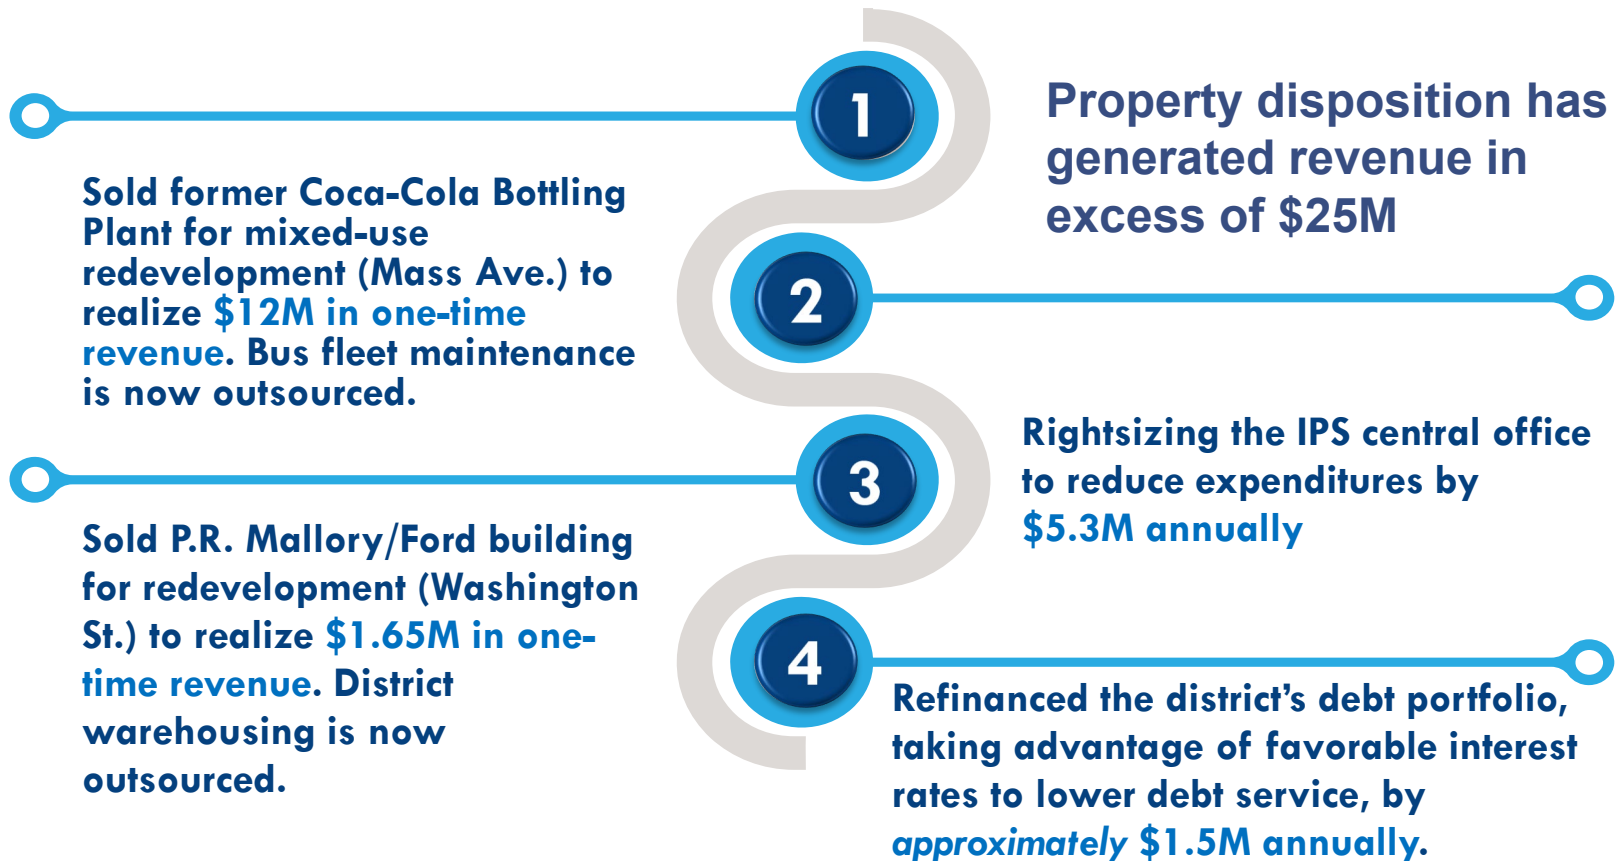 1
Property disposition has
generated revenue in
excess of $25M
Sold former Coca-Cola Bottling
Plant for mixed-use
redevelopment (Mass Ave.) to
realize $12M in one-time
revenue. Bus fleet maintenance
is now outsourced.
2
Rightsizing the IPS central office
to reduce expenditures by
$5.3M annually
3
Sold P.R. Mallory/Ford building
for redevelopment (Washington
St.) to realize $1.65M in one-
time revenue. District
warehousing is now
outsourced.
4
Refinanced the district’s debt portfolio,
taking advantage of favorable interest
rates to lower debt service, by
approximately $1.5M annually.